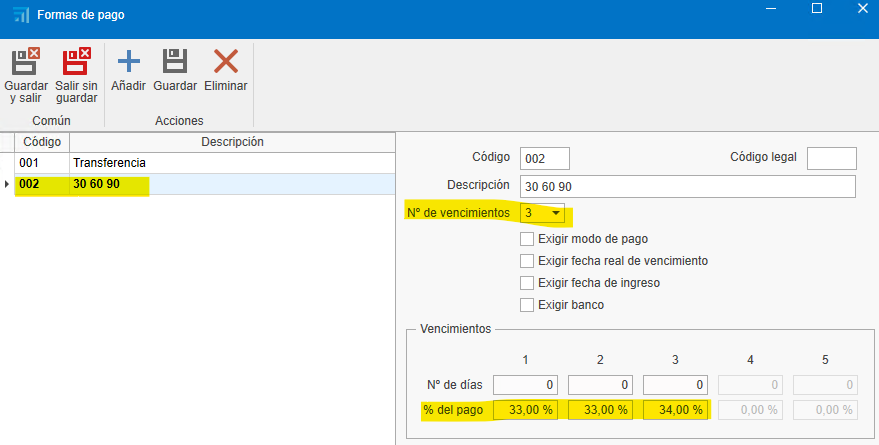 Formas de pago
Guardar y salir
Salir sin guardar
Añadir
Guardar
Eliminar
Común
Acciones
Código Descripción
001 Transferencia
002 30 60 90
Código 002 Código legal
Descripción 30 60 90
Nº de vencimientos 3
Exigir modo de pago
Exigir fecha real de vencimiento
Exigir fecha de ingreso
Exigir banco
Vencimientos
1 2 3 4 5
Nº de días 0 0 0 0 0
% del pago 33,00 % 33,00 % 34,00 % 0,00 % 0,00 %